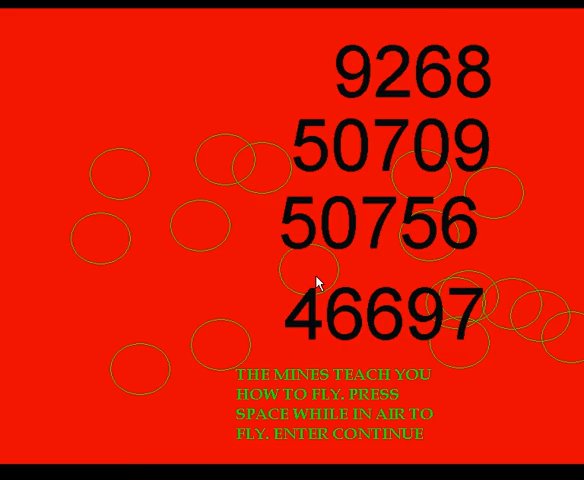 9268
50709
50756
46697
THE MINES TEACH YOU
HOW TO FLY. PRESS
SPACE WHILE IN AIR TO
FLY. ENTER CONTINUE